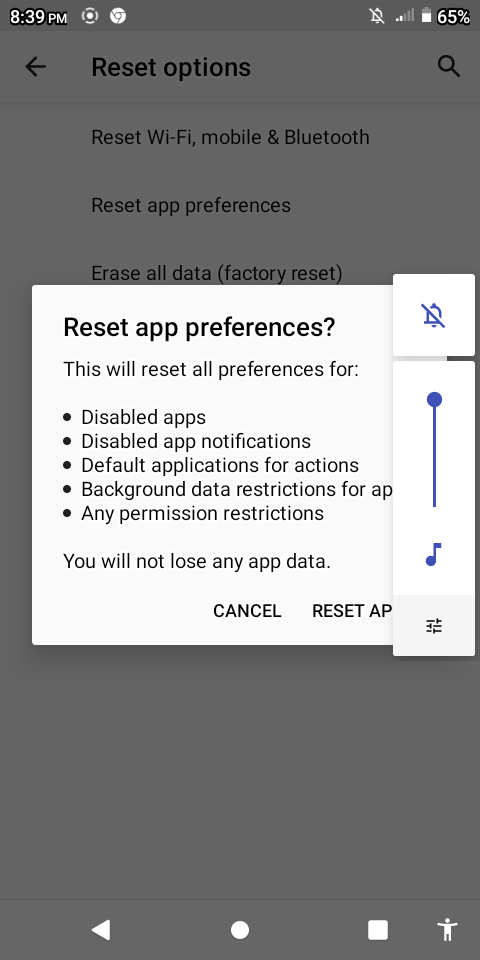 8:39 PM 65%
Reset options
Reset Wi-Fi, mobile & Bluetooth
Reset app preferences
Erase all data (factory reset)
Reset app preferences?
This will reset all preferences for:
• Disabled apps
• Disabled app notifications
• Default applications for actions
• Background data restrictions for ap
• Any permission restrictions
You will not lose any app data.
CANCEL RESET AP